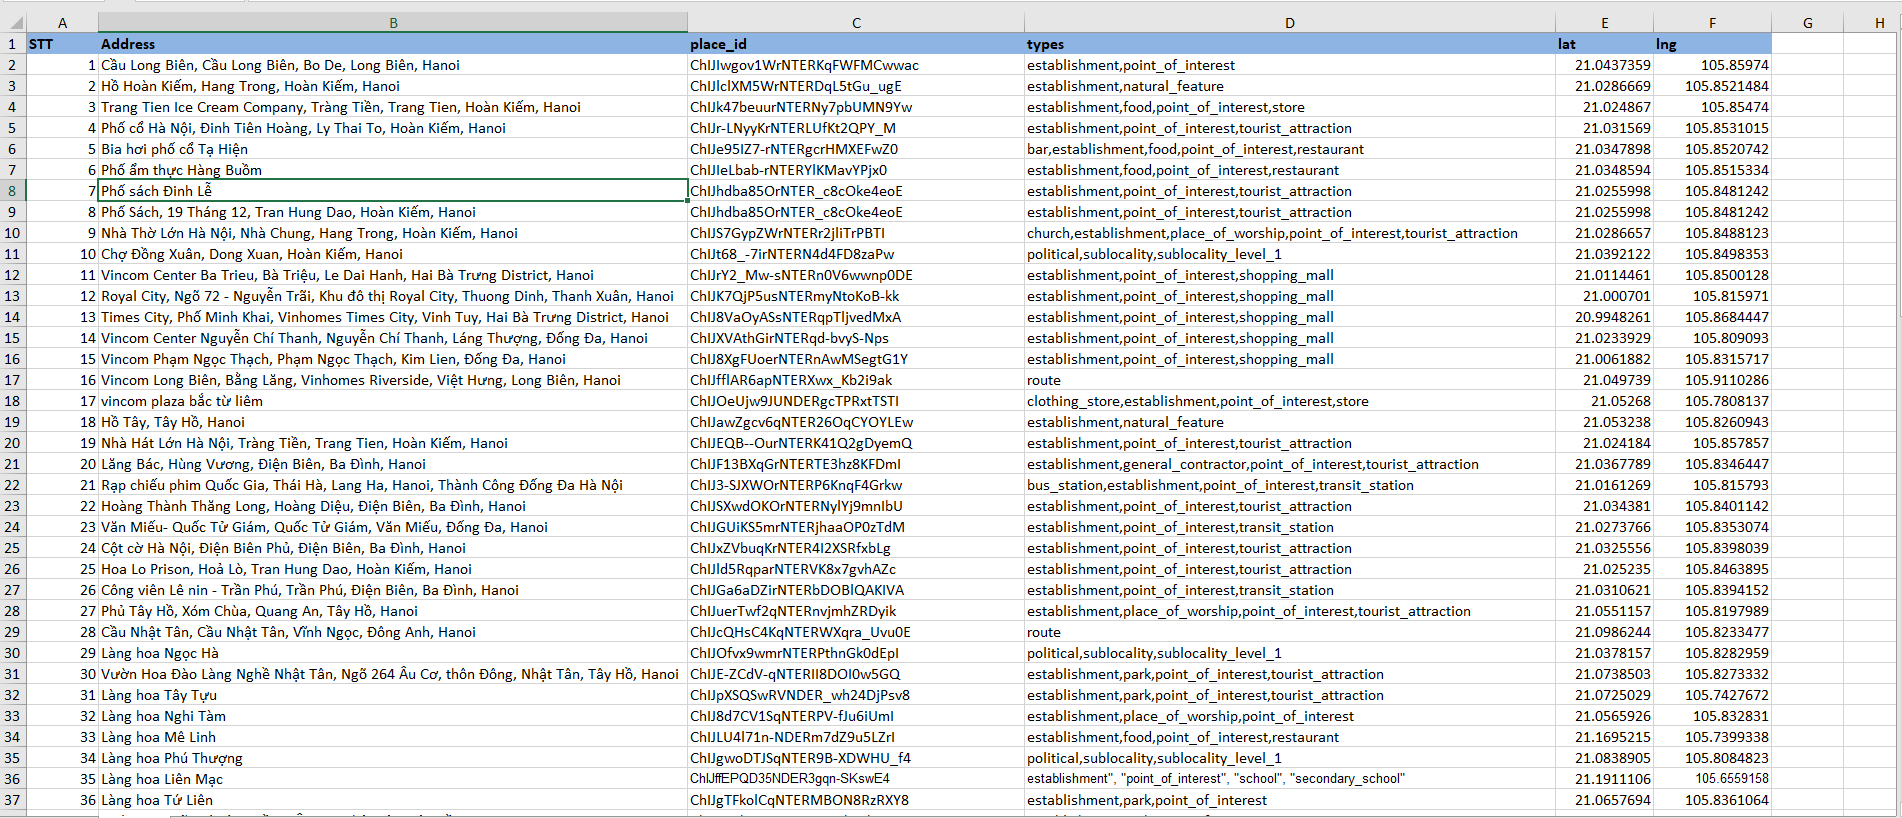 A B C D E F G H
1 STT Address place_id types lat lng
2 1 Cầu Long Biên, Cầu Long Biên, Bo De, Long Biên, Hanoi ChIJIwgov1WrNTERKqFWFMCwwac establishment,point_of_interest 21.0437359 105.85974
3 2 Hồ Hoàn Kiếm, Hang Trong, Hoàn Kiếm, Hanoi ChIJlclXM5WrNTERDqL5tGu_ugE establishment,natural_feature 21.0286669 105.8521484
4 3 Trang Tien Ice Cream Company, Tràng Tiền, Trang Tien, Hoàn Kiếm, Hanoi ChIJk47beuurNTERNy7pbUMN9Yw establishment,food,point_of_interest,store 21.024867 105.85474
5 4 Phố cổ Hà Nội, Đinh Tiên Hoàng, Ly Thai To, Hoàn Kiếm, Hanoi ChIJr-LNyyKrNTERLUfKt2QPY_M establishment,point_of_interest,tourist_attraction 21.031569 105.8531015
6 5 Bia hơi phố cổ Tạ Hiện ChIJe95IZ7-rNTERgcrHMXEFwZ0 bar,establishment,food,point_of_interest,restaurant 21.0347898 105.8520742
7 6 Phố ẩm thực Hàng Buồm ChIJIeLbab-rNTERYlKMavYPjx0 establishment,food,point_of_interest,restaurant 21.0348594 105.8515334
8 7 Phố sách Đinh Lễ ChIJhdba85OrNTER_c8cOke4eoE establishment,point_of_interest,tourist_attraction 21.0255998 105.8481242
9 8 Phố Sách, 19 Tháng 12, Tran Hung Dao, Hoàn Kiếm, Hanoi ChIJhdba85OrNTER_c8cOke4eoE establishment,point_of_interest,tourist_attraction 21.0255998 105.8481242
10 9 Nhà Thờ Lớn Hà Nội, Nhà Chung, Hang Trong, Hoàn Kiếm, Hanoi ChIJS7GypZWrNTERr2jliTrPBTI church,establishment,place_of_worship,point_of_interest,tourist_attraction 21.0286657 105.8488123
11 10 Chợ Đồng Xuân, Dong Xuan, Hoàn Kiếm, Hanoi ChIJt68_-7irNTERN4d4FD8zaPw political,sublocality,sublocality_level_1 21.0392122 105.8498353
12 11 Vincom Center Ba Trieu, Bà Triệu, Le Dai Hanh, Hai Bà Trưng District, Hanoi ChIJrY2_Mw-sNTERn0V6wwnp0DE establishment,point_of_interest,shopping_mall 21.0114461 105.8500128
13 12 Royal City, Ngõ 72 - Nguyễn Trãi, Khu đô thị Royal City, Thuong Dinh, Thanh Xuân, Hanoi ChIJK7QjP5usNTERmyNtoKoB-kk establishment,point_of_interest,shopping_mall 21.000701 105.815971
14 13 Times City, Phố Minh Khai, Vinhomes Times City, Vinh Tuy, Hai Bà Trưng District, Hanoi ChIJ8VaOyASsNTERqpTljvedMxA establishment,point_of_interest,shopping_mall 20.9948261 105.8684447
15 14 Vincom Center Nguyễn Chí Thanh, Nguyễn Chí Thanh, Láng Thượng, Đống Đa, Hanoi ChIJXVAthGirNTERqd-bvyS-Nps establishment,point_of_interest,shopping_mall 21.0233929 105.809093
16 15 Vincom Phạm Ngọc Thạch, Phạm Ngọc Thạch, Kim Lien, Đống Đa, Hanoi ChIJ8XgFUoerNTERnAwMSegtG1Y establishment,point_of_interest,shopping_mall 21.0061882 105.8315717
17 16 Vincom Long Biên, Bằng Lăng, Vinhomes Riverside, Việt Hưng, Long Biên, Hanoi ChIJfflAR6apNTERXwx_Kb2i9ak route 21.049739 105.9110286
18 17 vincom plaza bắc từ liêm ChIJOeUjw9JUNDERgcTPRxtTSTI clothing_store,establishment,point_of_interest,store 21.05268 105.7808137
19 18 Hồ Tây, Tây Hồ, Hanoi ChIJawZgcv6qNTER26OqCYOYLEw establishment,natural_feature 21.053238 105.8260943
20 19 Nhà Hát Lớn Hà Nội, Tràng Tiền, Trang Tien, Hoàn Kiếm, Hanoi ChIJEQB--OurNTERK41Q2gDyemQ establishment,point_of_interest,tourist_attraction 21.024184 105.857857
21 20 Lăng Bác, Hùng Vương, Điện Biên, Ba Đình, Hanoi ChIJF13BXqGrNTERTE3hz8KFDmI establishment,general_contractor,point_of_interest,tourist_attraction 21.0367789 105.8346447
22 21 Rạp chiếu phim Quốc Gia, Thái Hà, Lang Ha, Hanoi, Thành Công Đống Đa Hà Nội ChIJ3-SJXWOrNTERP6KnqF4Grkw bus_station,establishment,point_of_interest,transit_station 21.0161269 105.815793
23 22 Hoàng Thành Thăng Long, Hoàng Diệu, Điện Biên, Ba Đình, Hanoi ChIJSXwdOKOrNTERNylYj9mnIbU establishment,point_of_interest,tourist_attraction 21.034381 105.8401142
24 23 Văn Miếu- Quốc Tử Giám, Quốc Tử Giám, Văn Miếu, Đống Đa, Hanoi ChIJGUiKS5mrNTERjhaaOP0zTdM establishment,point_of_interest,transit_station 21.0273766 105.8353074
25 24 Cột cờ Hà Nội, Điện Biên Phủ, Điện Biên, Ba Đình, Hanoi ChIJxZVbuqKrNTER4I2XSRfxbLg establishment,point_of_interest,tourist_attraction 21.0325556 105.8398039
26 25 Hoa Lo Prison, Hoả Lò, Tran Hung Dao, Hoàn Kiếm, Hanoi ChIJld5RqparNTERVK8x7gvhAZc establishment,point_of_interest,tourist_attraction 21.025235 105.8463895
27 26 Công viên Lê nin - Trần Phú, Trần Phú, Điện Biên, Ba Đình, Hanoi ChIJGa6aDZirNTERbDOBlQAKIVA establishment,point_of_interest,transit_station 21.0310621 105.8394152
28 27 Phủ Tây Hồ, Xóm Chùa, Quang An, Tây Hồ, Hanoi ChIJuerTwf2qNTERnvjmhZRDyik establishment,place_of_worship,point_of_interest,tourist_attraction 21.0551157 105.8197989
29 28 Cầu Nhật Tân, Cầu Nhật Tân, Vĩnh Ngọc, Đông Anh, Hanoi ChIJcQHsC4KqNTERWXqra_Uvu0E route 21.0986244 105.8233477
30 29 Làng hoa Ngọc Hà ChIJOfvx9wmrNTERPthnGk0dEpI political,sublocality,sublocality_level_1 21.0378157 105.8282959
31 30 Vườn Hoa Đào Làng Nghề Nhật Tân, Ngõ 264 Âu Cơ, thôn Đông, Nhật Tân, Tây Hồ, Hanoi ChIJE-ZCdV-qNTERII8DOI0w5GQ establishment,park,point_of_interest,tourist_attraction 21.0738503 105.8273332
32 31 Làng hoa Tây Tựu ChIJpXSQSwRVNDER_wh24DjPsv8 establishment,park,point_of_interest,tourist_attraction 21.0725029 105.7427672
33 32 Làng hoa Nghi Tàm ChIJ8d7CV1SqNTERPV-fJu6iUmI establishment,place_of_worship,point_of_interest 21.0565926 105.832831
34 33 Làng hoa Mê Linh ChIJLU4l71n-NDERm7dZ9u5LZrI establishment,food,point_of_interest,restaurant 21.1695215 105.7399338
35 34 Làng hoa Phú Thượng ChIJgwoDTJSqNTER9B-XDWHU_f4 political,sublocality,sublocality_level_1 21.0838905 105.8084823
36 35 Làng hoa Liên Mạc ChIJffEPQD35NDER3gqn-SKswE4 establishment", "point_of_interest", "school", "secondary_school" 21.1911106 105.6559158
37 36 Làng hoa Tứ Liên ChIJgTFkolCqNTERMBON8RzRXY8 establishment,park,point_of_interest 21.0657694 105.8361064